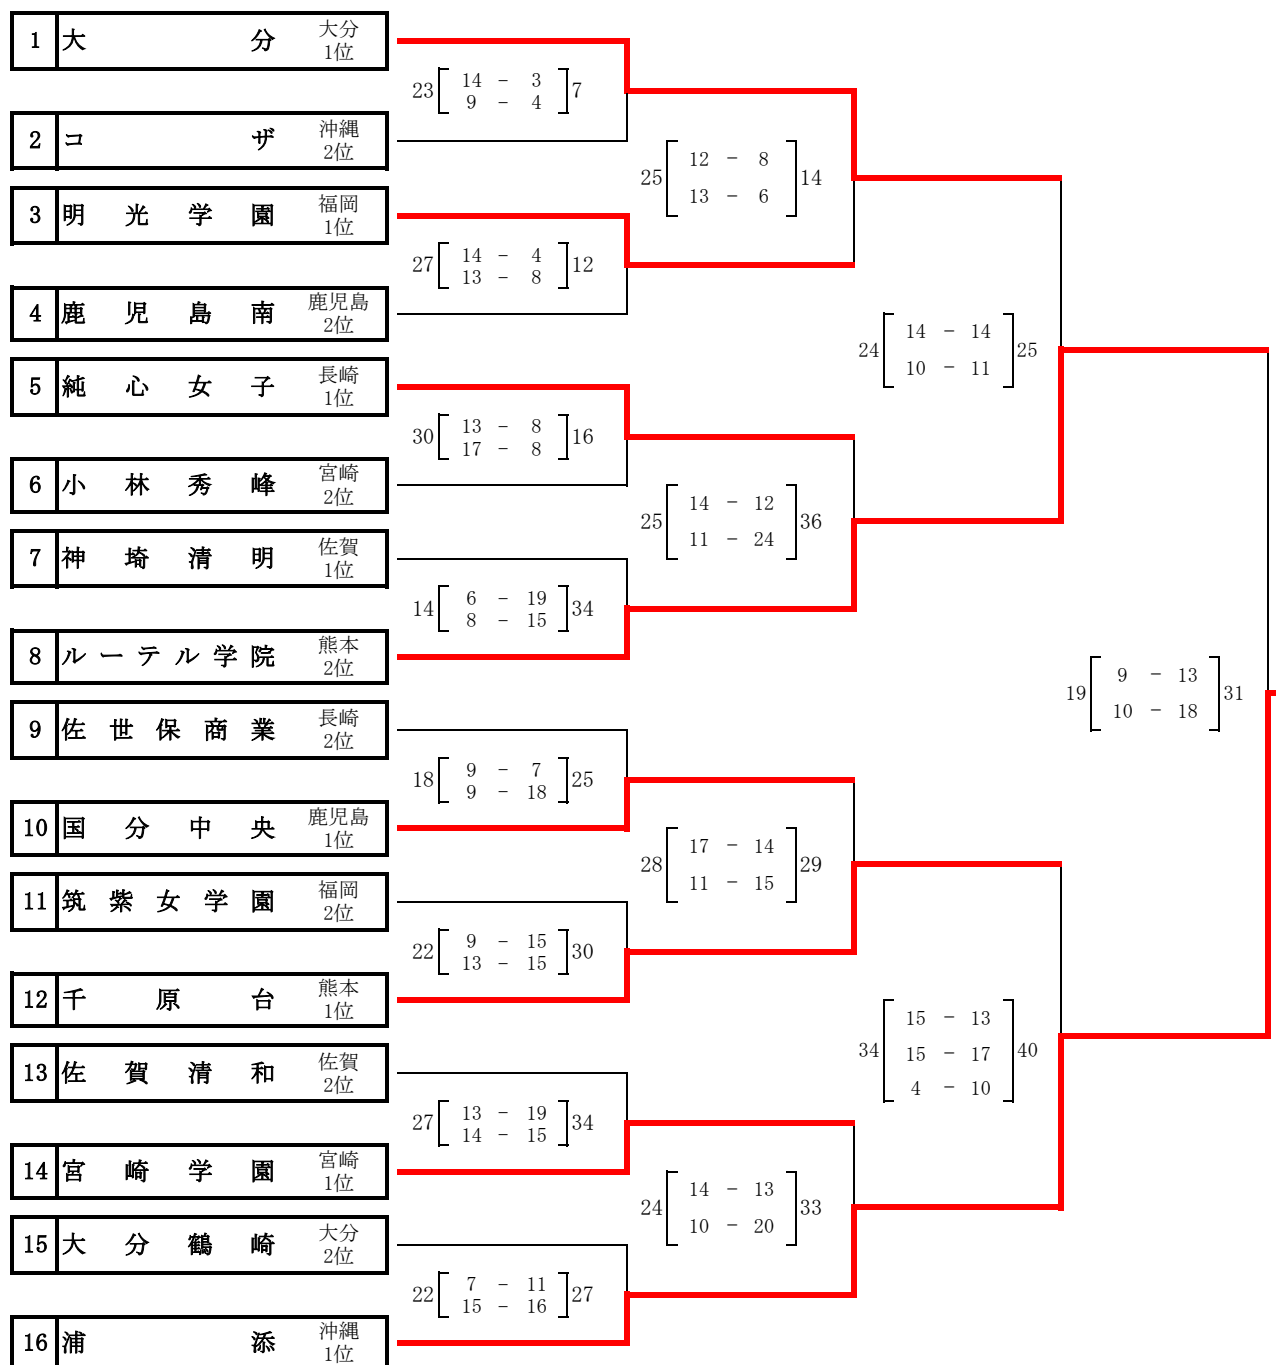 1 大分 大分 1位
23 14 - 3 7
9 - 4
2 コザ 沖縄 2位
25 12 - 8 14
13 - 6
3 明光学園 福岡 1位
27 14 - 4 12
13 - 8
4 鹿児島南 鹿児島 2位
24 14 - 14 25
10 - 11
5 純心女子 長崎 1位
30 13 - 8 16
17 - 8
6 小林秀峰 宮崎 2位
25 14 - 12 36
11 - 24
7 神埼清明 佐賀 1位
14 6 - 19 34
8 - 15
8 ルーテル学院 熊本 2位
19 9 - 13 31
10 - 18
9 佐世保商業 長崎 2位
18 9 - 7 25
9 - 18
10 国分中央 鹿児島 1位
28 17 - 14 29
11 - 15
11 筑紫女学園 福岡 2位
22 9 - 15 30
13 - 15
12 千原台 熊本 1位
34 15 - 13 40
15 - 17
4 - 10
13 佐賀清和 佐賀 2位
27 13 - 19 34
14 - 15
14 宮崎学園 宮崎 1位
24 14 - 13 33
10 - 20
15 大分鶴崎 大分 2位
22 7 - 11 27
15 - 16
16 浦添 沖縄 1位